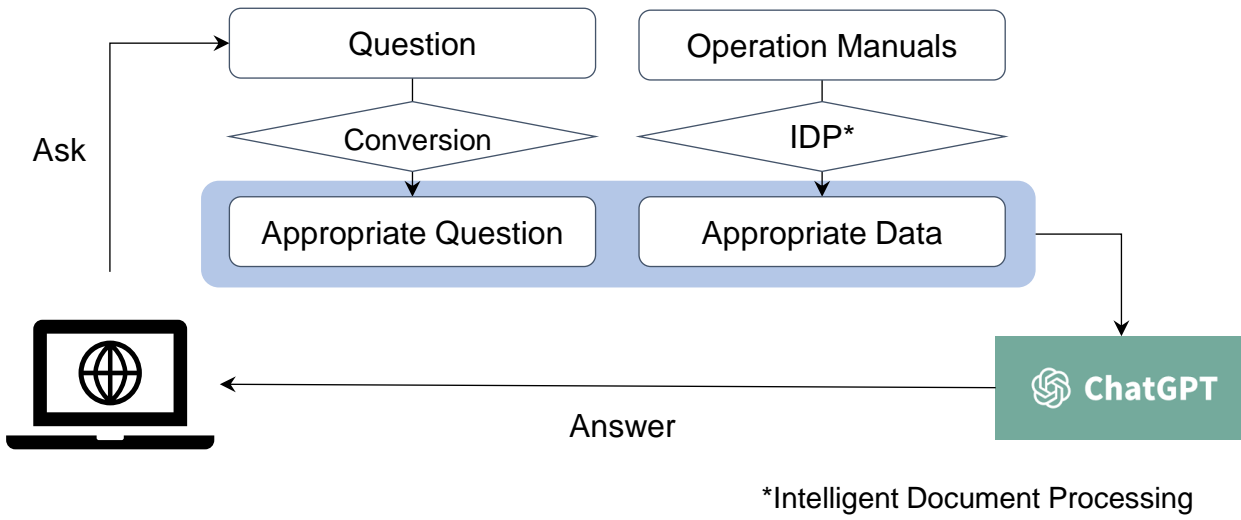 Question
Operation Manuals
Ask
Conversion
IDP*
Appropriate Question
Appropriate Data
ChatGPT
Answer
*Intelligent Document Processing